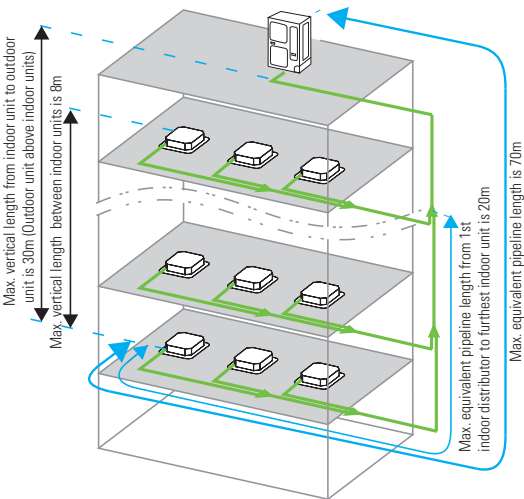 Max. vertical length from indoor unit to outdoor
unit is 30m (Outdoor unit above indoor units)
Max. vertical length between indoor units is 8m
Max. equivalent pipeline length from 1st
indoor distributor to furthest indoor unit is 20m
Max. equivalent pipeline length is 70m